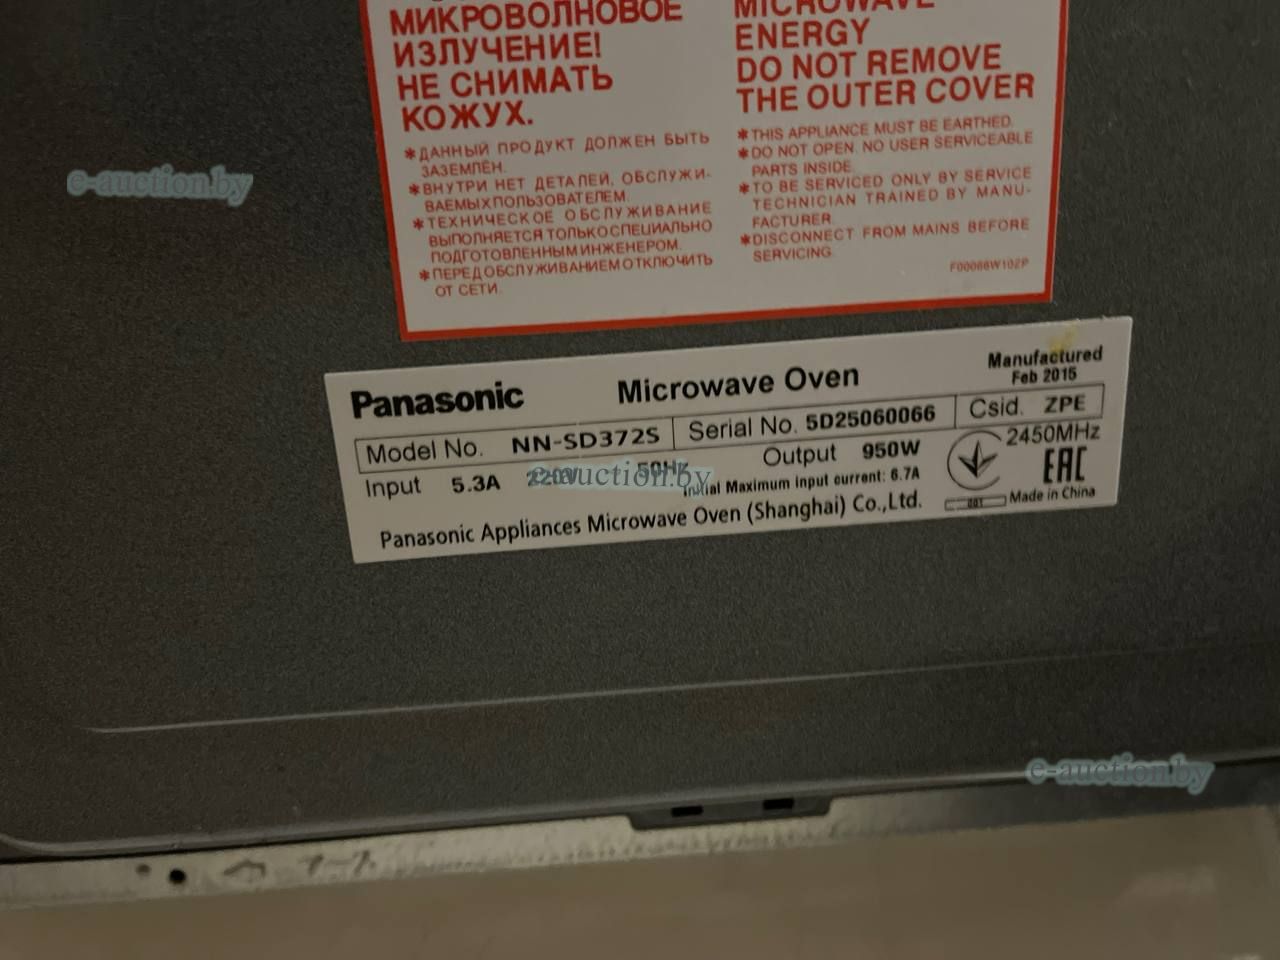 МИКРОВОЛНОВОЕ
ИЗЛУЧЕНИЕ!
НЕ СНИМАТЬ
КОЖУХ.
*ДАННЫЙ ПРОДУКТ ДОЛЖЕН БЫТЬ
ЗАЗЕМЛЁН.
*ВНУТРИ НЕТ ДЕТАЛЕЙ, ОБСЛУЖИ-
ВАЕМЫХ ПОЛЬЗОВАТЕЛЕМ.
*ТЕХНИЧЕСКОЕ ОБСЛУЖИВАНИЕ
ВЫПОЛНЯЕТСЯ ТОЛЬКО СПЕЦИАЛЬНО
ПОДГОТОВЛЕННЫМ ИНЖЕНЕРОМ.
*ПЕРЕД ОБСЛУЖИВАНИЕМ ОТКЛЮЧИТЬ
ОТ СЕТИ.
MICROWAVE
ENERGY
DO NOT REMOVE
THE OUTER COVER
*THIS APPLIANCE MUST BE EARTHED.
*DO NOT OPEN. NO USER SERVICEABLE
PARTS INSIDE.
*TO BE SERVICED ONLY BY SERVICE
TECHNICIAN TRAINED BY MANU-
FACTURER.
*DISCONNECT FROM MAINS BEFORE
SERVICING.
F00066W10ZP
Panasonic Microwave Oven Manufactured
Feb 2015
Model No. NN-SD372S Serial No. 5D25060066 Csid. ZPE
Input 5.3A 220V 50Hz Output 950W 2450MHz
Initial Maximum input current: 6.7A EAC
Panasonic Appliances Microwave Oven (Shanghai) Co.,Ltd. 001 Made in China
e-auction.by
e-auction.by
e-auction.by